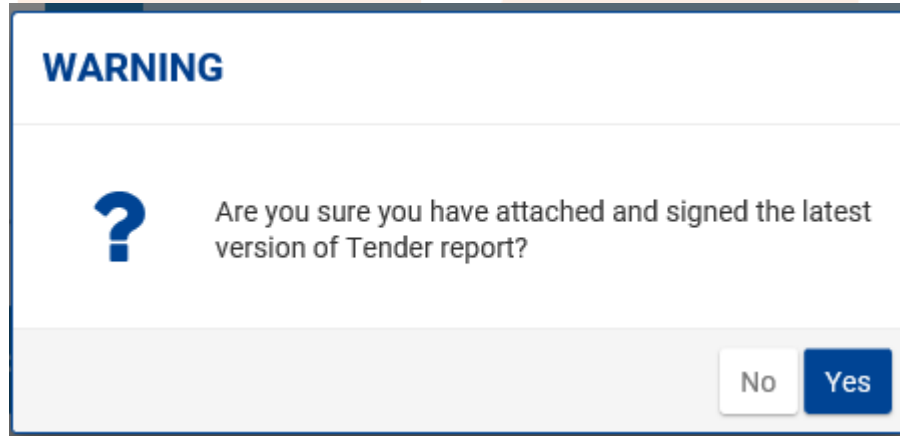 WARNING
Are you sure you have attached and signed the latest
version of Tender report?
No
Yes